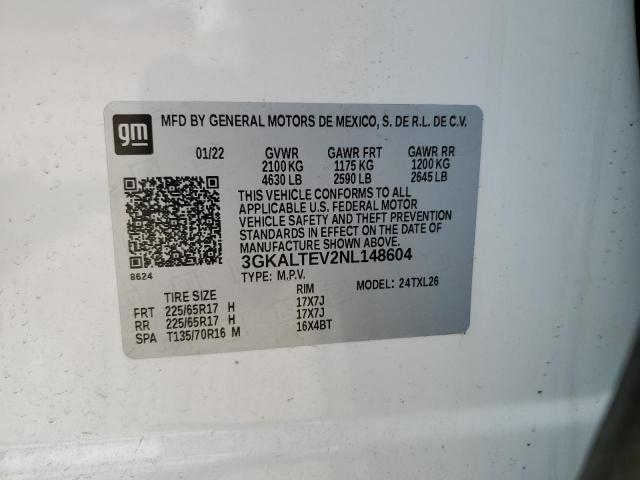 gm MFD BY GENERAL MOTORS DE MEXICO, S. DE R.L. DE C.V.
01/22 GVWR GAWR FRT GAWR RR
2100 KG 1175 KG 1200 KG
4630 LB 2590 LB 2645 LB
THIS VEHICLE CONFORMS TO ALL
APPLICABLE U.S. FEDERAL MOTOR
VEHICLE SAFETY AND THEFT PREVENTION
STANDARDS IN EFFECT ON THE DATE OF
MANUFACTURE SHOWN ABOVE.
8624 3GKALTEV2NL148604
TYPE: M.P.V. MODEL: 24TXL26
TIRE SIZE RIM
FRT 225/65R17 H 17X7J
RR 225/65R17 H 17X7J
SPA T135/70R16 M 16X4BT